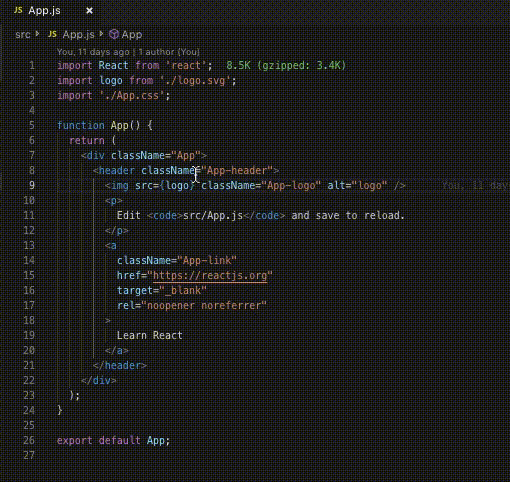 JS App.js ×
src > JS App.js > App
You, 11 days ago | 1 author (You)
1 import React from 'react'; 8.5K (gzipped: 3.4K)
2 import logo from './logo.svg';
3 import './App.css';
4
5 function App() {
6 return (
7 <div className="App">
8 <header className="App-header">
9 <img src={logo} className="App-logo" alt="logo" /> You, 11 day
10 <p>
11 Edit <code>src/App.js</code> and save to reload.
12 </p>
13 <a
14 className="App-link"
15 href="https://reactjs.org"
16 target="_blank"
17 rel="noopener noreferrer"
18 >
19 Learn React
20 </a>
21 </header>
22 </div>
23 );
24 }
25
26 export default App;
27